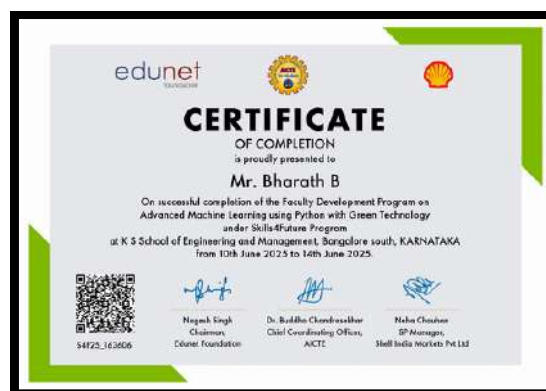 edunet
FOUNDATION
AICTE
CERTIFICATE
OF COMPLETION
is proudly presented to
Mr. Bharath B
On successful completion of the Faculty Development Program on
Advanced Machine Learning using Python with Green Technology
under Skills4Future Program
at K S School of Engineering and Management, Bangalore south, KARNATAKA
from 10th June 2025 to 14th June 2025.
Nagesh Singh
Chairman,
Edunet Foundation
Dr. Buddha Chandrasekhar
Chief Coordinating Officer,
AICTE
Neha Chauhan
SP Manager,
Shell India Markets Pvt Ltd
S4F25_163606